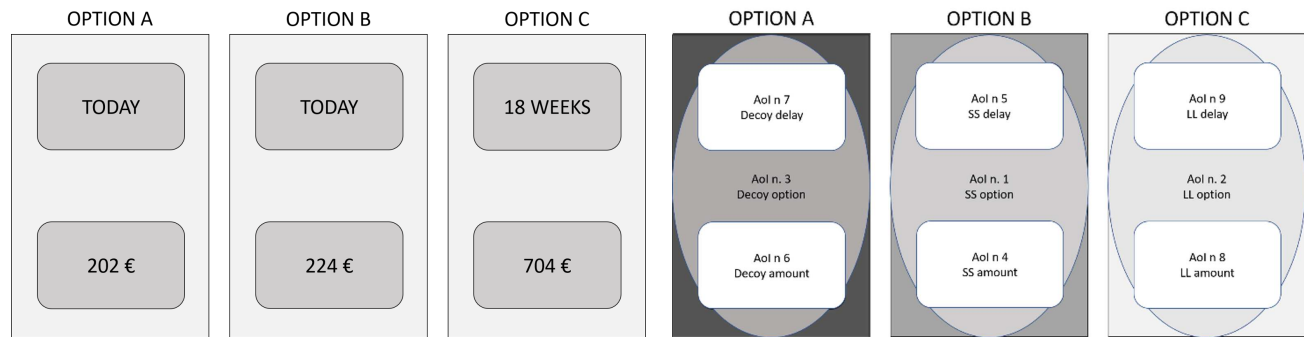 OPTION A
TODAY
202 €
OPTION B
TODAY
224 €
OPTION C
18 WEEKS
704 €
OPTION A
AoI n 7
Decoy delay
AoI n. 3
Decoy option
AoI n 6
Decoy amount
OPTION B
AoI n 5
SS delay
AoI n. 1
SS option
AoI n 4
SS amount
OPTION C
AoI n 9
LL delay
AoI n. 2
LL option
AoI n 8
LL amount